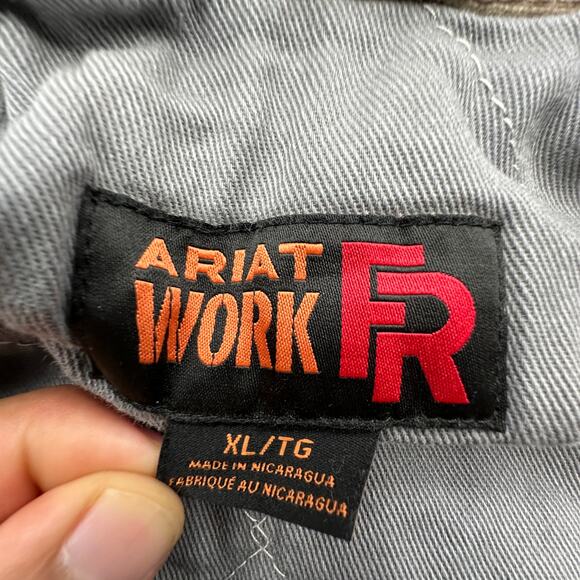 ARIAT
WORK
FR
XL/TG
MADE IN NICARAGUA
FABRIQUÉ AU NICARAGUA